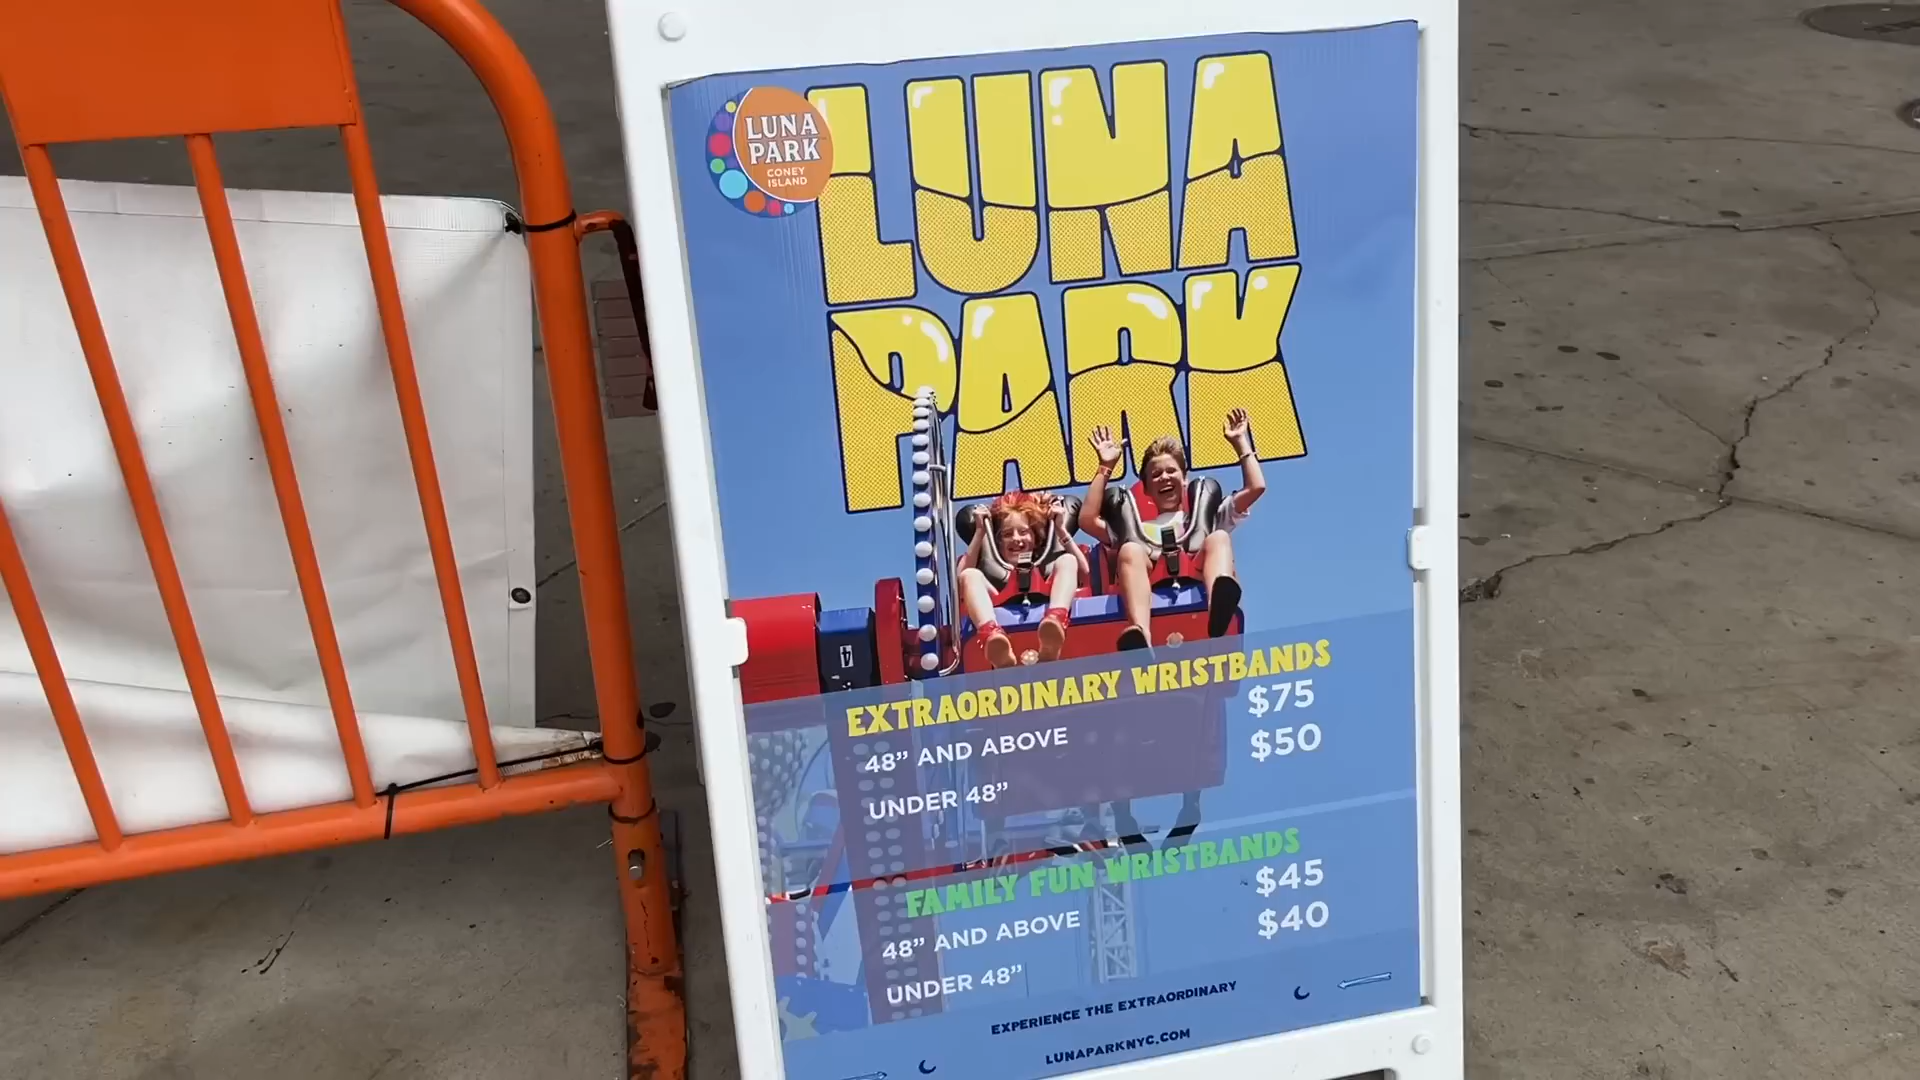 LUNA
PARK
CONEY
ISLAND
LUNA
PARK
4
EXTRAORDINARY WRISTBANDS
48” AND ABOVE $75
UNDER 48” $50
FAMILY FUN WRISTBANDS
48” AND ABOVE $45
UNDER 48” $40
EXPERIENCE THE EXTRAORDINARY
LUNAPARKNYC.COM